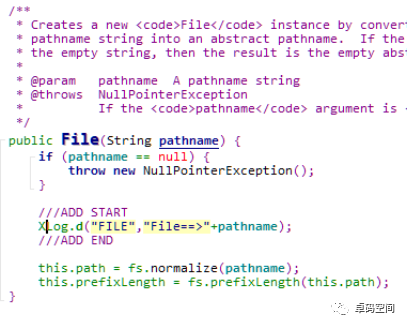 /**
* Creates a new <code>File</code> instance by conver
* pathname string into an abstract pathname.  If the
* the empty string, then the result is the empty abs
*
* @param   pathname  A pathname string
* @throws  NullPointerException
*          If the <code>pathname</code> argument is
*/
public File(String pathname) {
if (pathname == null) {
throw new NullPointerException();
}
///ADD START
Xlog.d("FILE","File==>"+pathname);
///ADD END
this.path = fs.normalize(pathname);
this.prefixLength = fs.prefixLength(this.path);
}
卓码空间